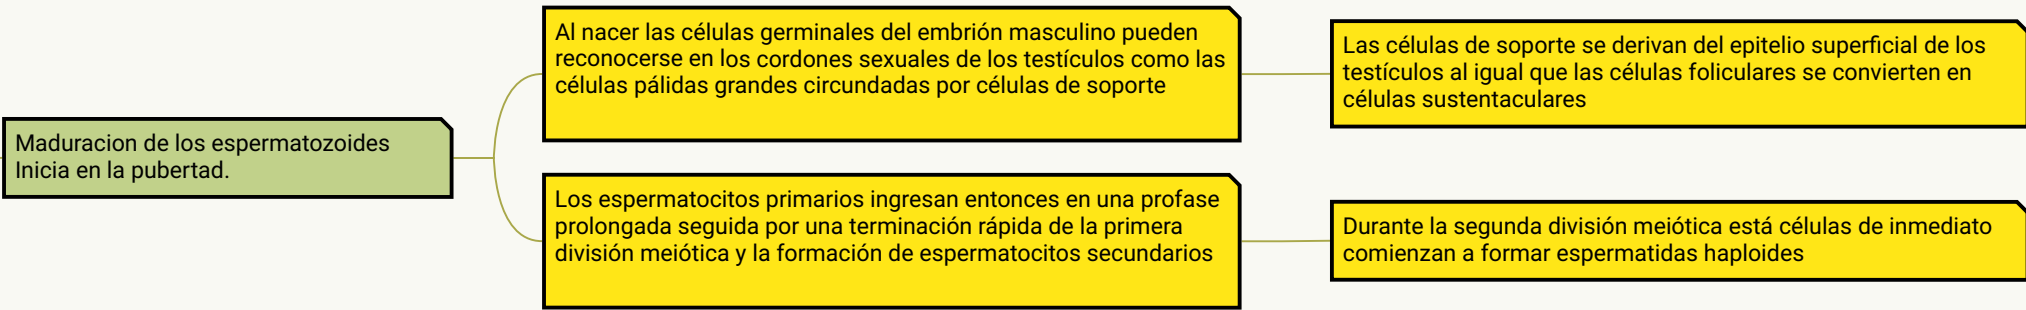 Maduracion de los espermatozoides
Inicia en la pubertad.
Al nacer las células germinales del embrión masculino pueden
reconocerse en los cordones sexuales de los testículos como las
células pálidas grandes circundadas por células de soporte
Las células de soporte se derivan del epitelio superficial de los
testículos al igual que las células foliculares se convierten en
células sustentaculares
Los espermatocitos primarios ingresan entonces en una profase
prolongada seguida por una terminación rápida de la primera
división meiótica y la formación de espermatocitos secundarios
Durante la segunda división meiótica está células de inmediato
comienzan a formar espermatidas haploides